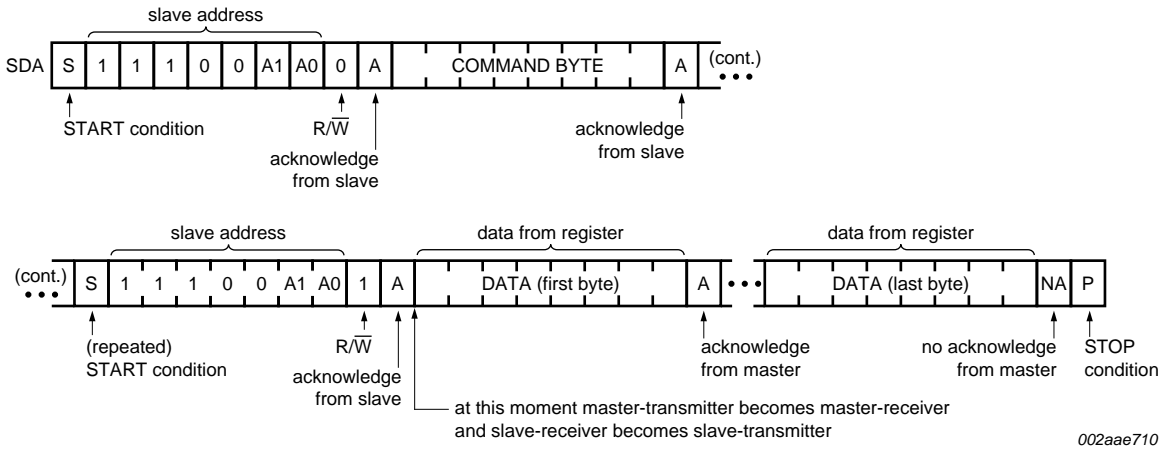 slave address
SDA S 1 1 1 0 0 A1 A0 0 A COMMAND BYTE A (cont.)
START condition
R/W̅
acknowledge
from slave
acknowledge
from slave
slave address
data from register
data from register
(cont.) S 1 1 1 0 0 A1 A0 1 A DATA (first byte) A DATA (last byte) NA P
(repeated)
START condition
R/W̅
acknowledge
from slave
acknowledge
from master
no acknowledge
from master
STOP
condition
at this moment master-transmitter becomes master-receiver
and slave-receiver becomes slave-transmitter
002aae710